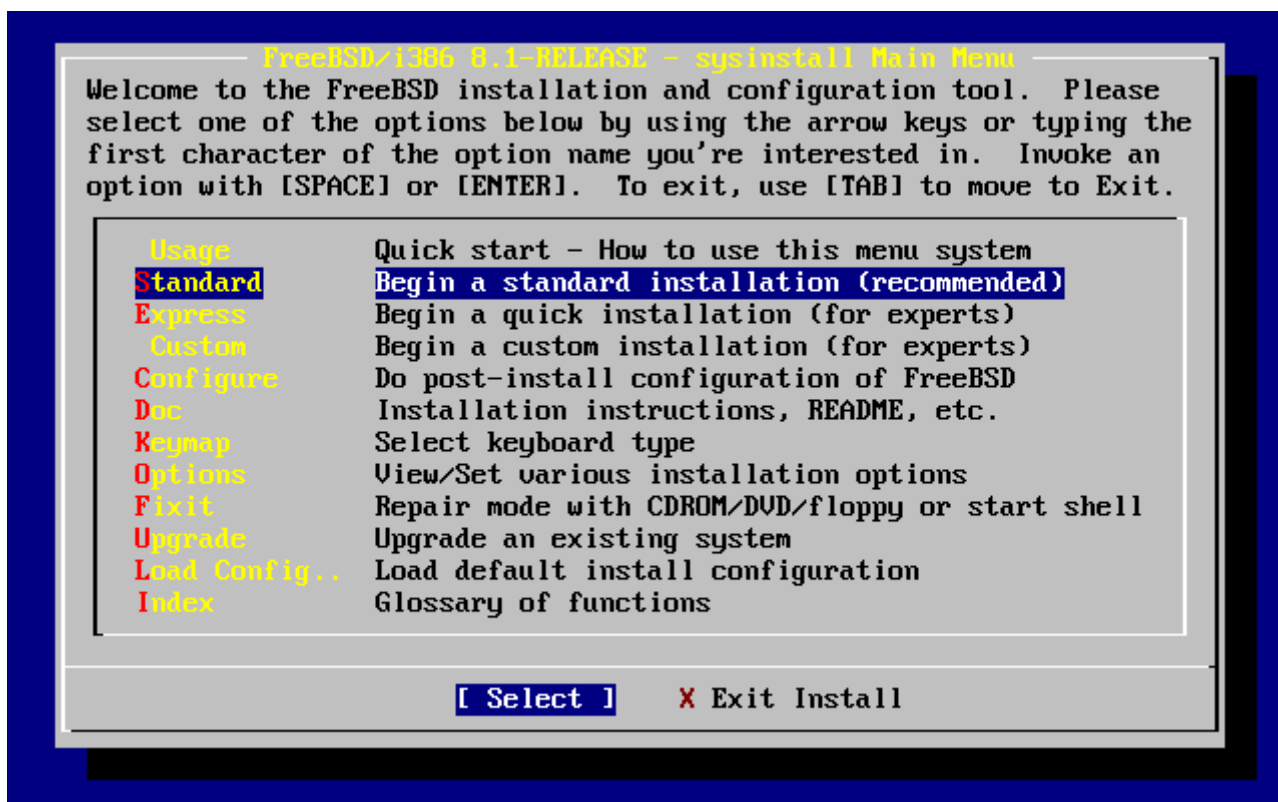 FreeBSD/i386 8.1-RELEASE - sysinstall Main Menu
Welcome to the FreeBSD installation and configuration tool.  Please
select one of the options below by using the arrow keys or typing the
first character of the option name you're interested in.  Invoke an
option with [SPACE] or [ENTER].  To exit, use [TAB] to move to Exit.
Usage Quick start - How to use this menu system
Standard Begin a standard installation (recommended)
Express Begin a quick installation (for experts)
Custom Begin a custom installation (for experts)
Configure Do post-install configuration of FreeBSD
Doc Installation instructions, README, etc.
Keymap Select keyboard type
Options View/Set various installation options
Fixit Repair mode with CDROM/DVD/floppy or start shell
Upgrade Upgrade an existing system
Load Config.. Load default install configuration
Index Glossary of functions
[ Select ] X Exit Install